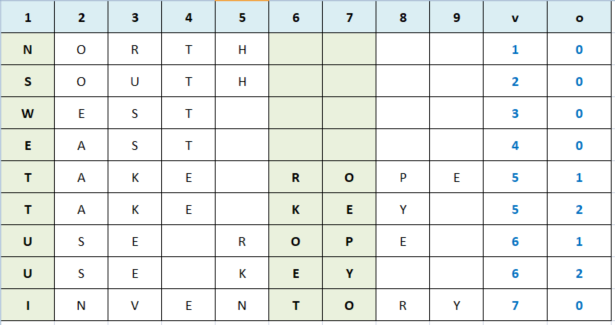 1 2 3 4 5 6 7 8 9 v o
N O R T H 1 0
S O U T H 2 0
W E S T 3 0
E A S T 4 0
T A K E R O P E 5 1
T A K E K E Y 5 2
U S E R O P E 6 1
U S E K E Y 6 2
I N V E N T O R Y 7 0